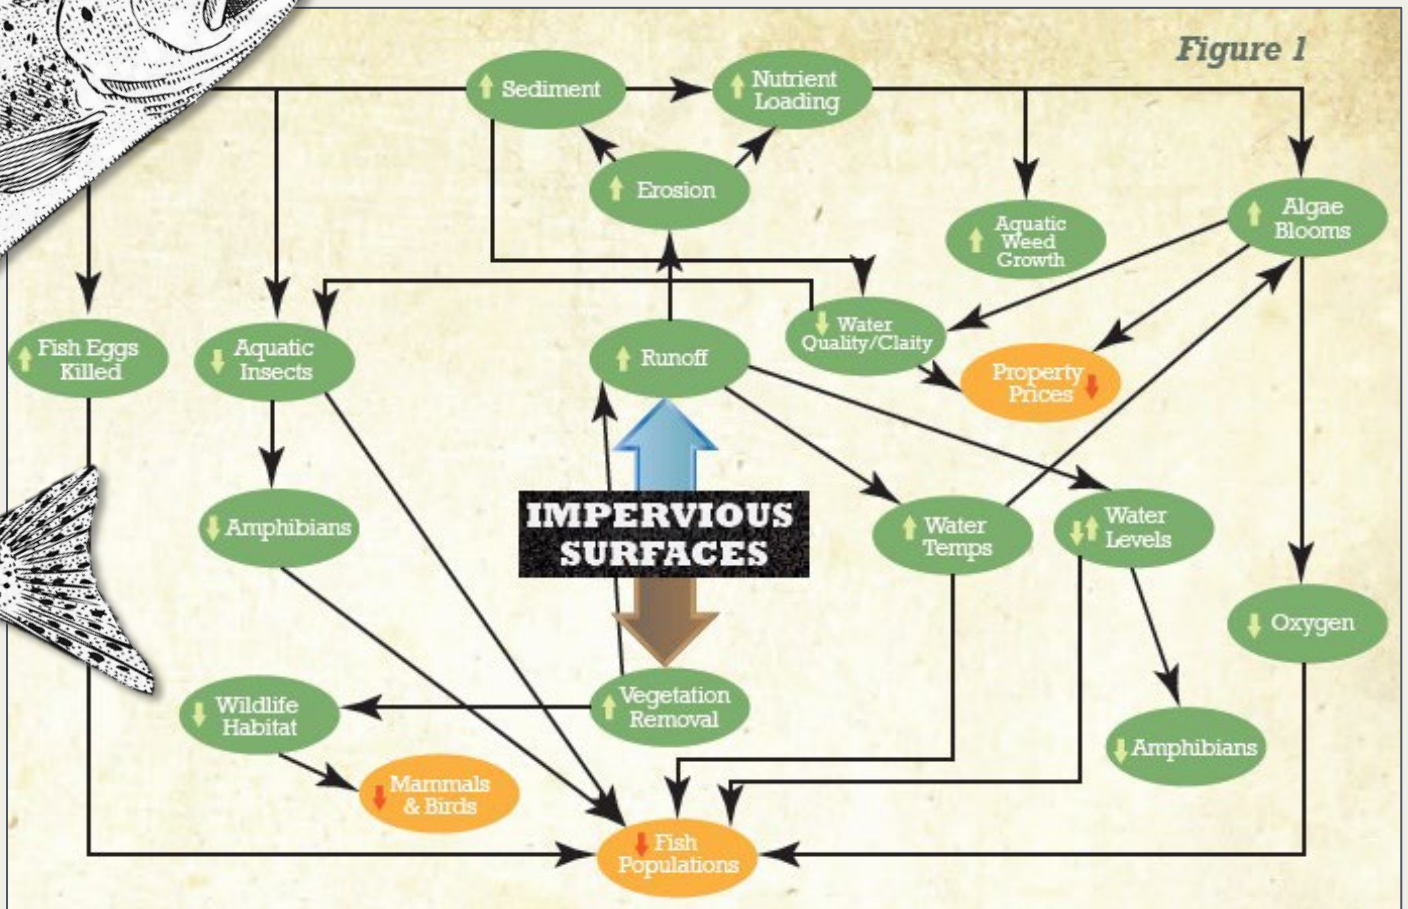 Figure 1
Sediment
Nutrient
Loading
Erosion
Aquatic
Weed
Growth
Algae
Blooms
Fish Eggs
Killed
Aquatic
Insects
Runoff
Water
Quality/Claity
Property
Prices
IMPERVIOUS
SURFACES
Amphibians
Water
Temps
Water
Levels
Oxygen
Wildlife
Habitat
Vegetation
Removal
Amphibians
Mammals
& Birds
Fish
Populations